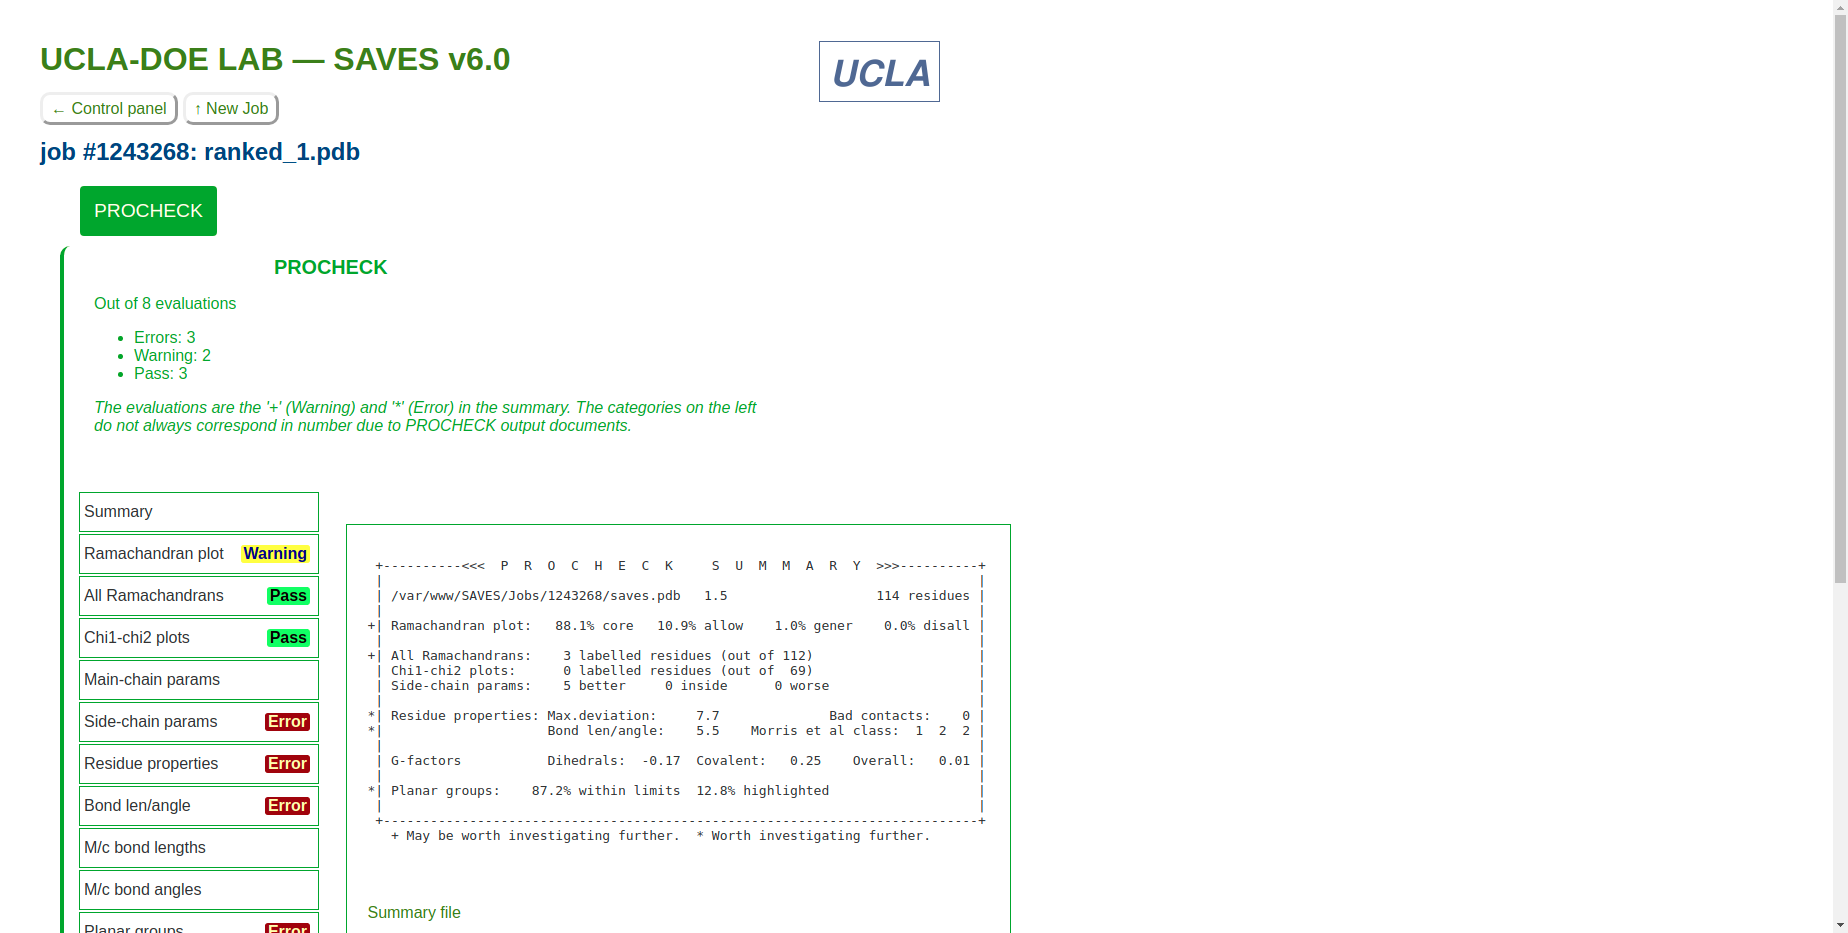 UCLA-DOE LAB — SAVES v6.0
UCLA
← Control panel ↑ New Job
job #1243268: ranked_1.pdb
PROCHECK
PROCHECK
Out of 8 evaluations
• Errors: 3
• Warning: 2
• Pass: 3
The evaluations are the '+' (Warning) and '*' (Error) in the summary. The categories on the left
do not always correspond in number due to PROCHECK output documents.
Summary
Ramachandran plot Warning
All Ramachandrans Pass
Chi1-chi2 plots Pass
Main-chain params
Side-chain params Error
Residue properties Error
Bond len/angle Error
M/c bond lengths
M/c bond angles
Planar groups Error
+----------<<<  P  R  O  C  H  E  C  K     S  U  M  M  A  R  Y  >>>----------+
|                                                                            |
| /var/www/SAVES/Jobs/1243268/saves.pdb   1.5                   114 residues |
|                                                                            |
+| Ramachandran plot:   88.1% core   10.9% allow    1.0% gener    0.0% disall |
|                                                                            |
+| All Ramachandrans:    3 labelled residues (out of 112)                     |
| Chi1-chi2 plots:      0 labelled residues (out of  69)                     |
| Side-chain params:    5 better     0 inside      0 worse                   |
|                                                                            |
*| Residue properties: Max.deviation:     7.7              Bad contacts:    0 |
*|                     Bond len/angle:    5.5    Morris et al class:  1  2  2 |
|                                                                            |
| G-factors           Dihedrals:  -0.17  Covalent:   0.25    Overall:   0.01 |
|                                                                            |
*| Planar groups:    87.2% within limits  12.8% highlighted                   |
|                                                                            |
+----------------------------------------------------------------------------+
+ May be worth investigating further.  * Worth investigating further.
Summary file